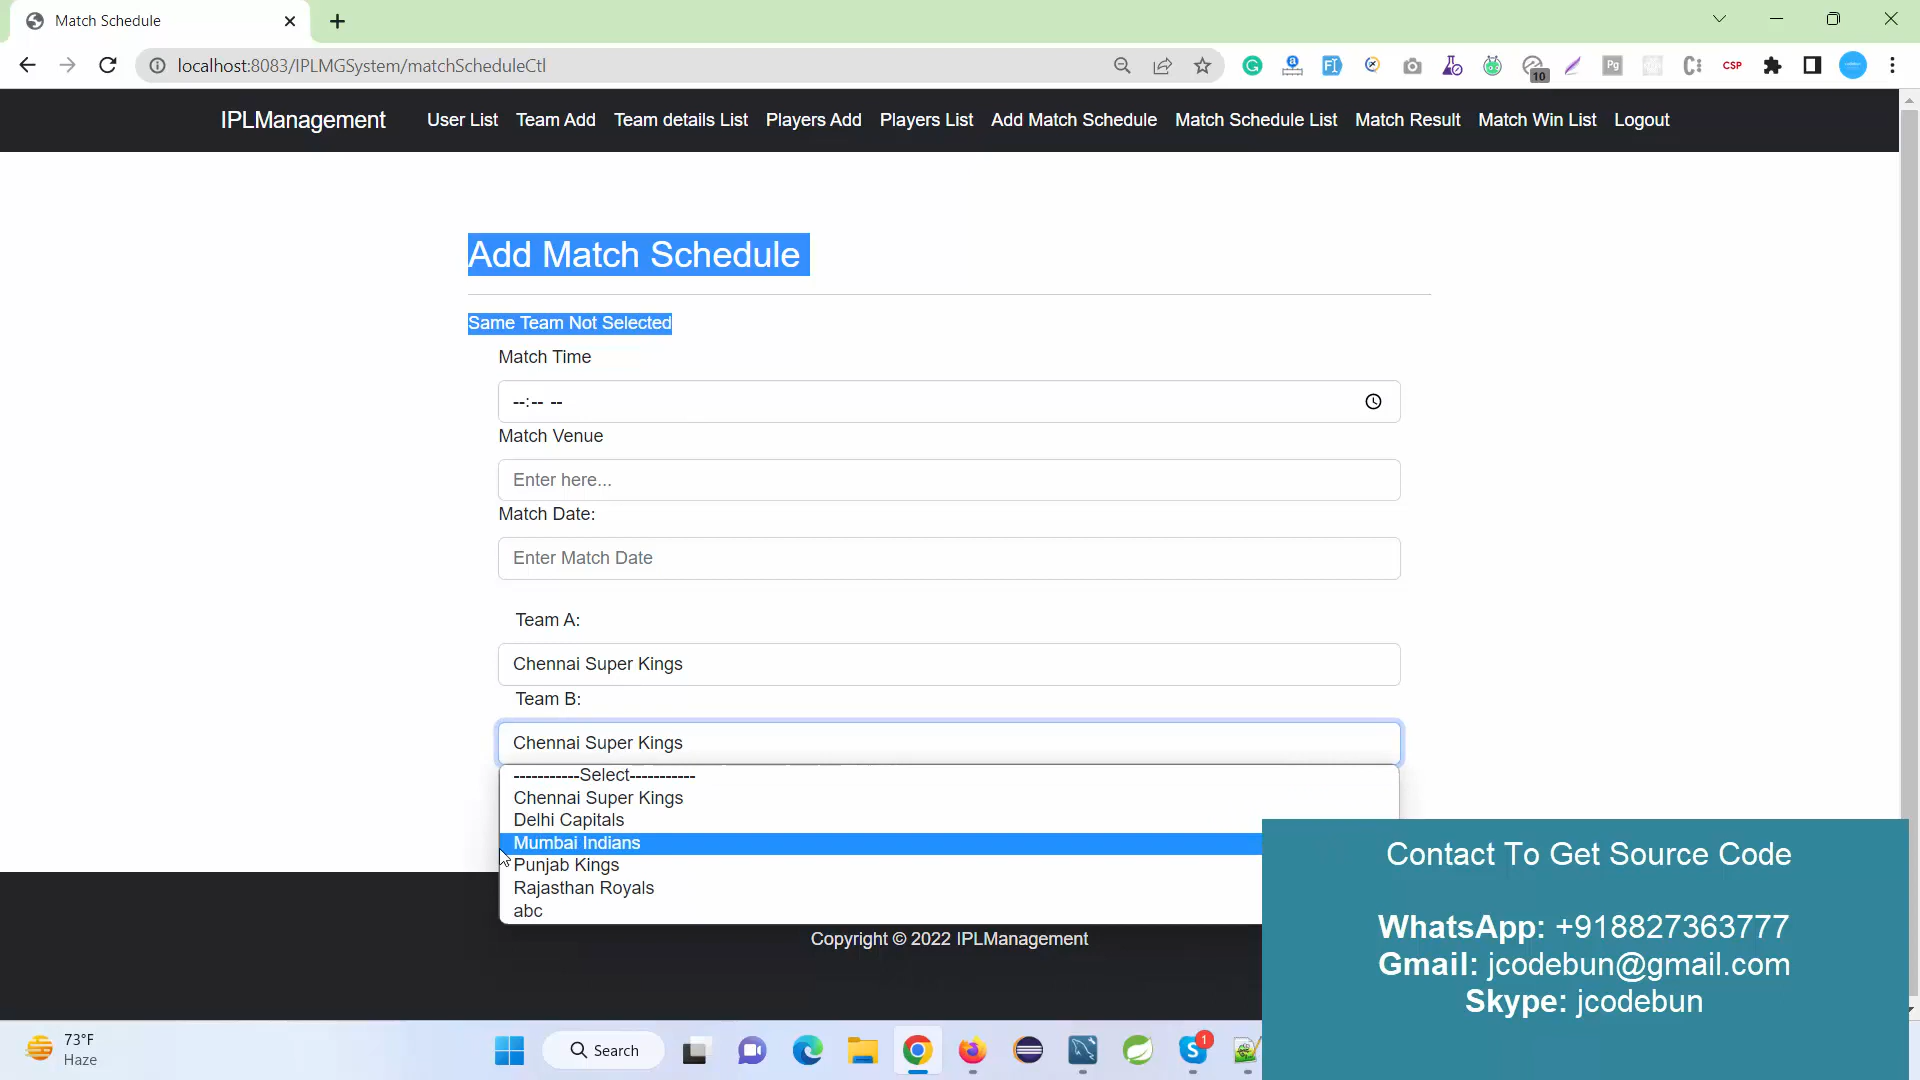 Match Schedule
localhost:8083/IPLMGSystem/matchScheduleCtl
10
Pg
CSP
IPLManagement User List Team Add Team details List Players Add Players List Add Match Schedule Match Schedule List Match Result Match Win List Logout
Add Match Schedule
Same Team Not Selected
Match Time
--:-- --
Match Venue
Enter here...
Match Date:
Enter Match Date
Team A:
Chennai Super Kings
Team B:
Chennai Super Kings
-----------Select-----------
Chennai Super Kings
Delhi Capitals
Mumbai Indians
Punjab Kings
Rajasthan Royals
abc
Copyright © 2022 IPLManagement
Contact To Get Source Code
WhatsApp: +918827363777
Gmail: jcodebun@gmail.com
Skype: jcodebun
73°F
Haze
Search
1